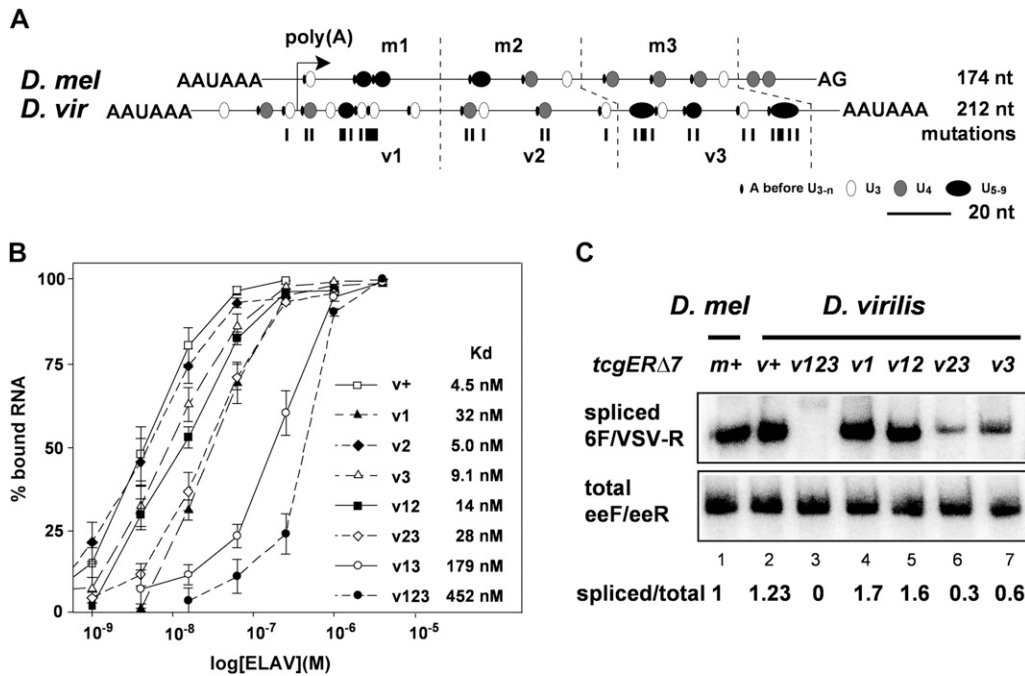 A
poly(A) m1 m2 m3
D. mel AAUAAA AG 174 nt
D. vir AAUAAA AAUAAA 212 nt
mutations
v1 v2 v3
A before U3-n U3 U4 U5-9
20 nt
B
% bound RNA
100
75
50
25
0
10-9 10-8 10-7 10-6 10-5
log[ELAV](M)
Kd
v+ 4.5 nM
v1 32 nM
v2 5.0 nM
v3 9.1 nM
v12 14 nM
v23 28 nM
v13 179 nM
v123 452 nM
C
D. mel D. virilis
tcgERΔ7 m+ v+ v123 v1 v12 v23 v3
spliced
6F/VSV-R
total
eeF/eeR
1 2 3 4 5 6 7
spliced/total 1 1.23 0 1.7 1.6 0.3 0.6